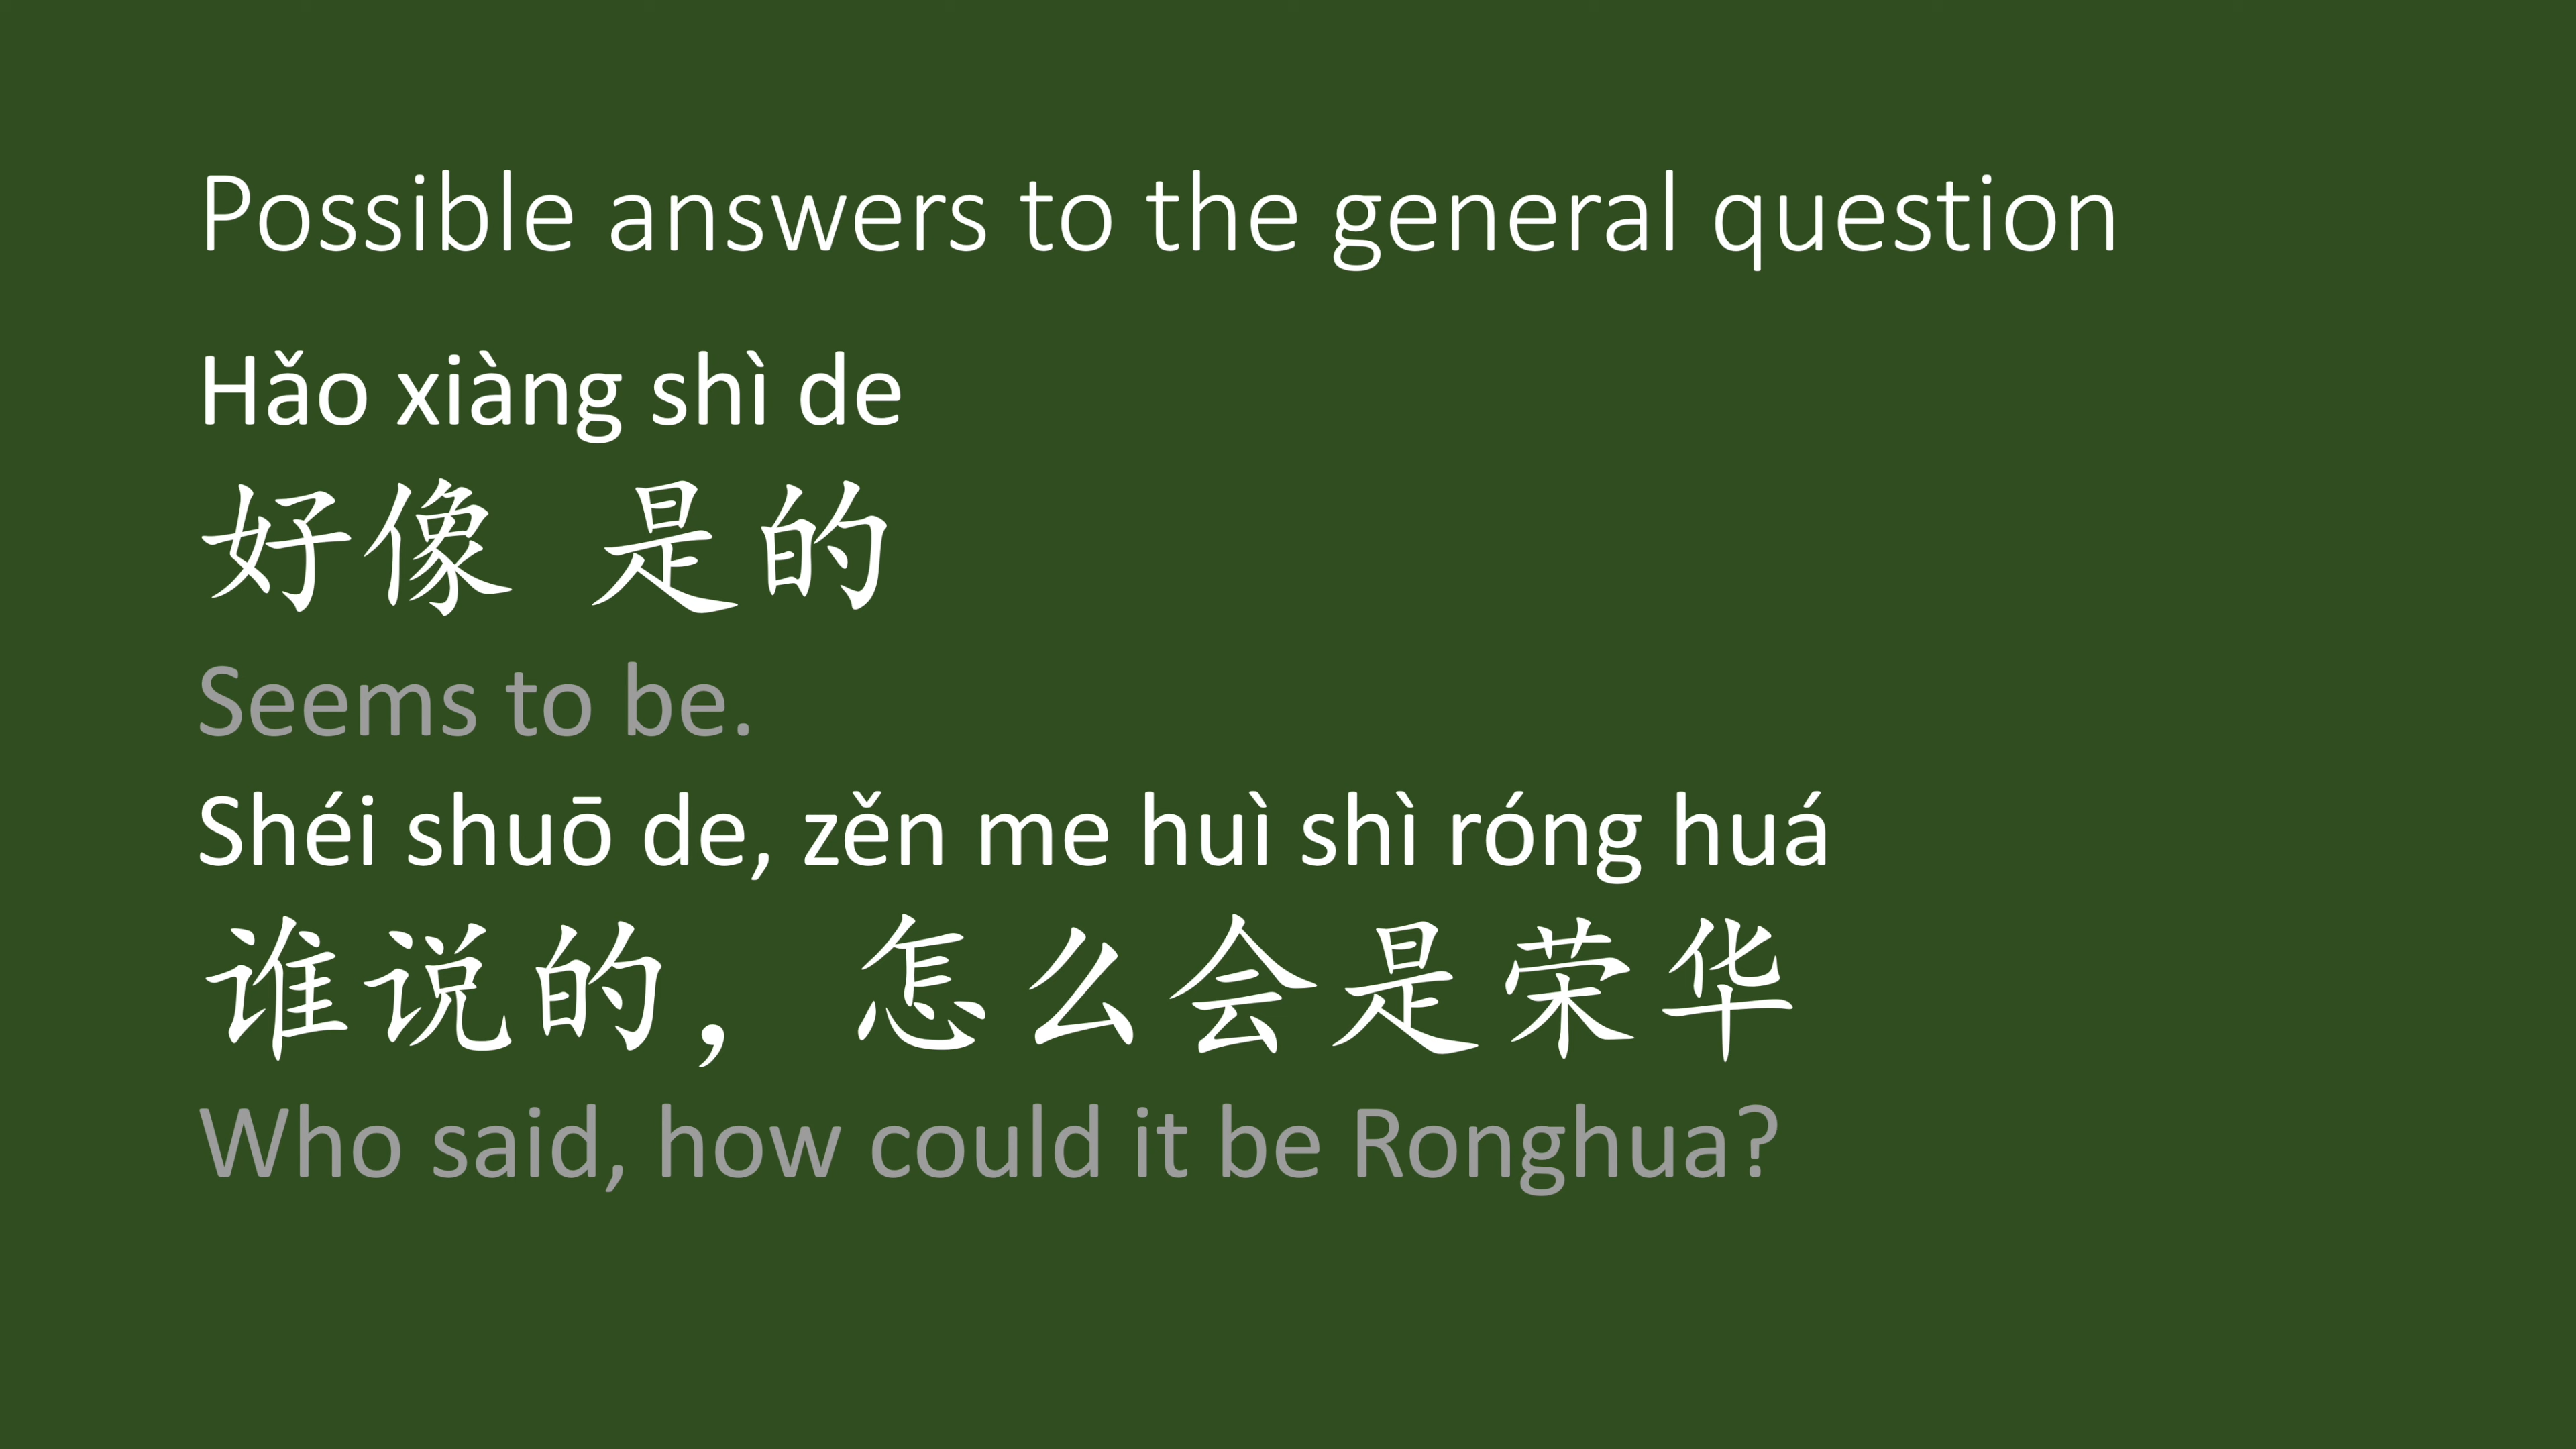 Possible answers to the general question
Hǎo xiàng shì de
好像 是的
Seems to be.
Shéi shuō de, zěn me huì shì róng huá
谁说的，怎么会是荣华
Who said, how could it be Ronghua?